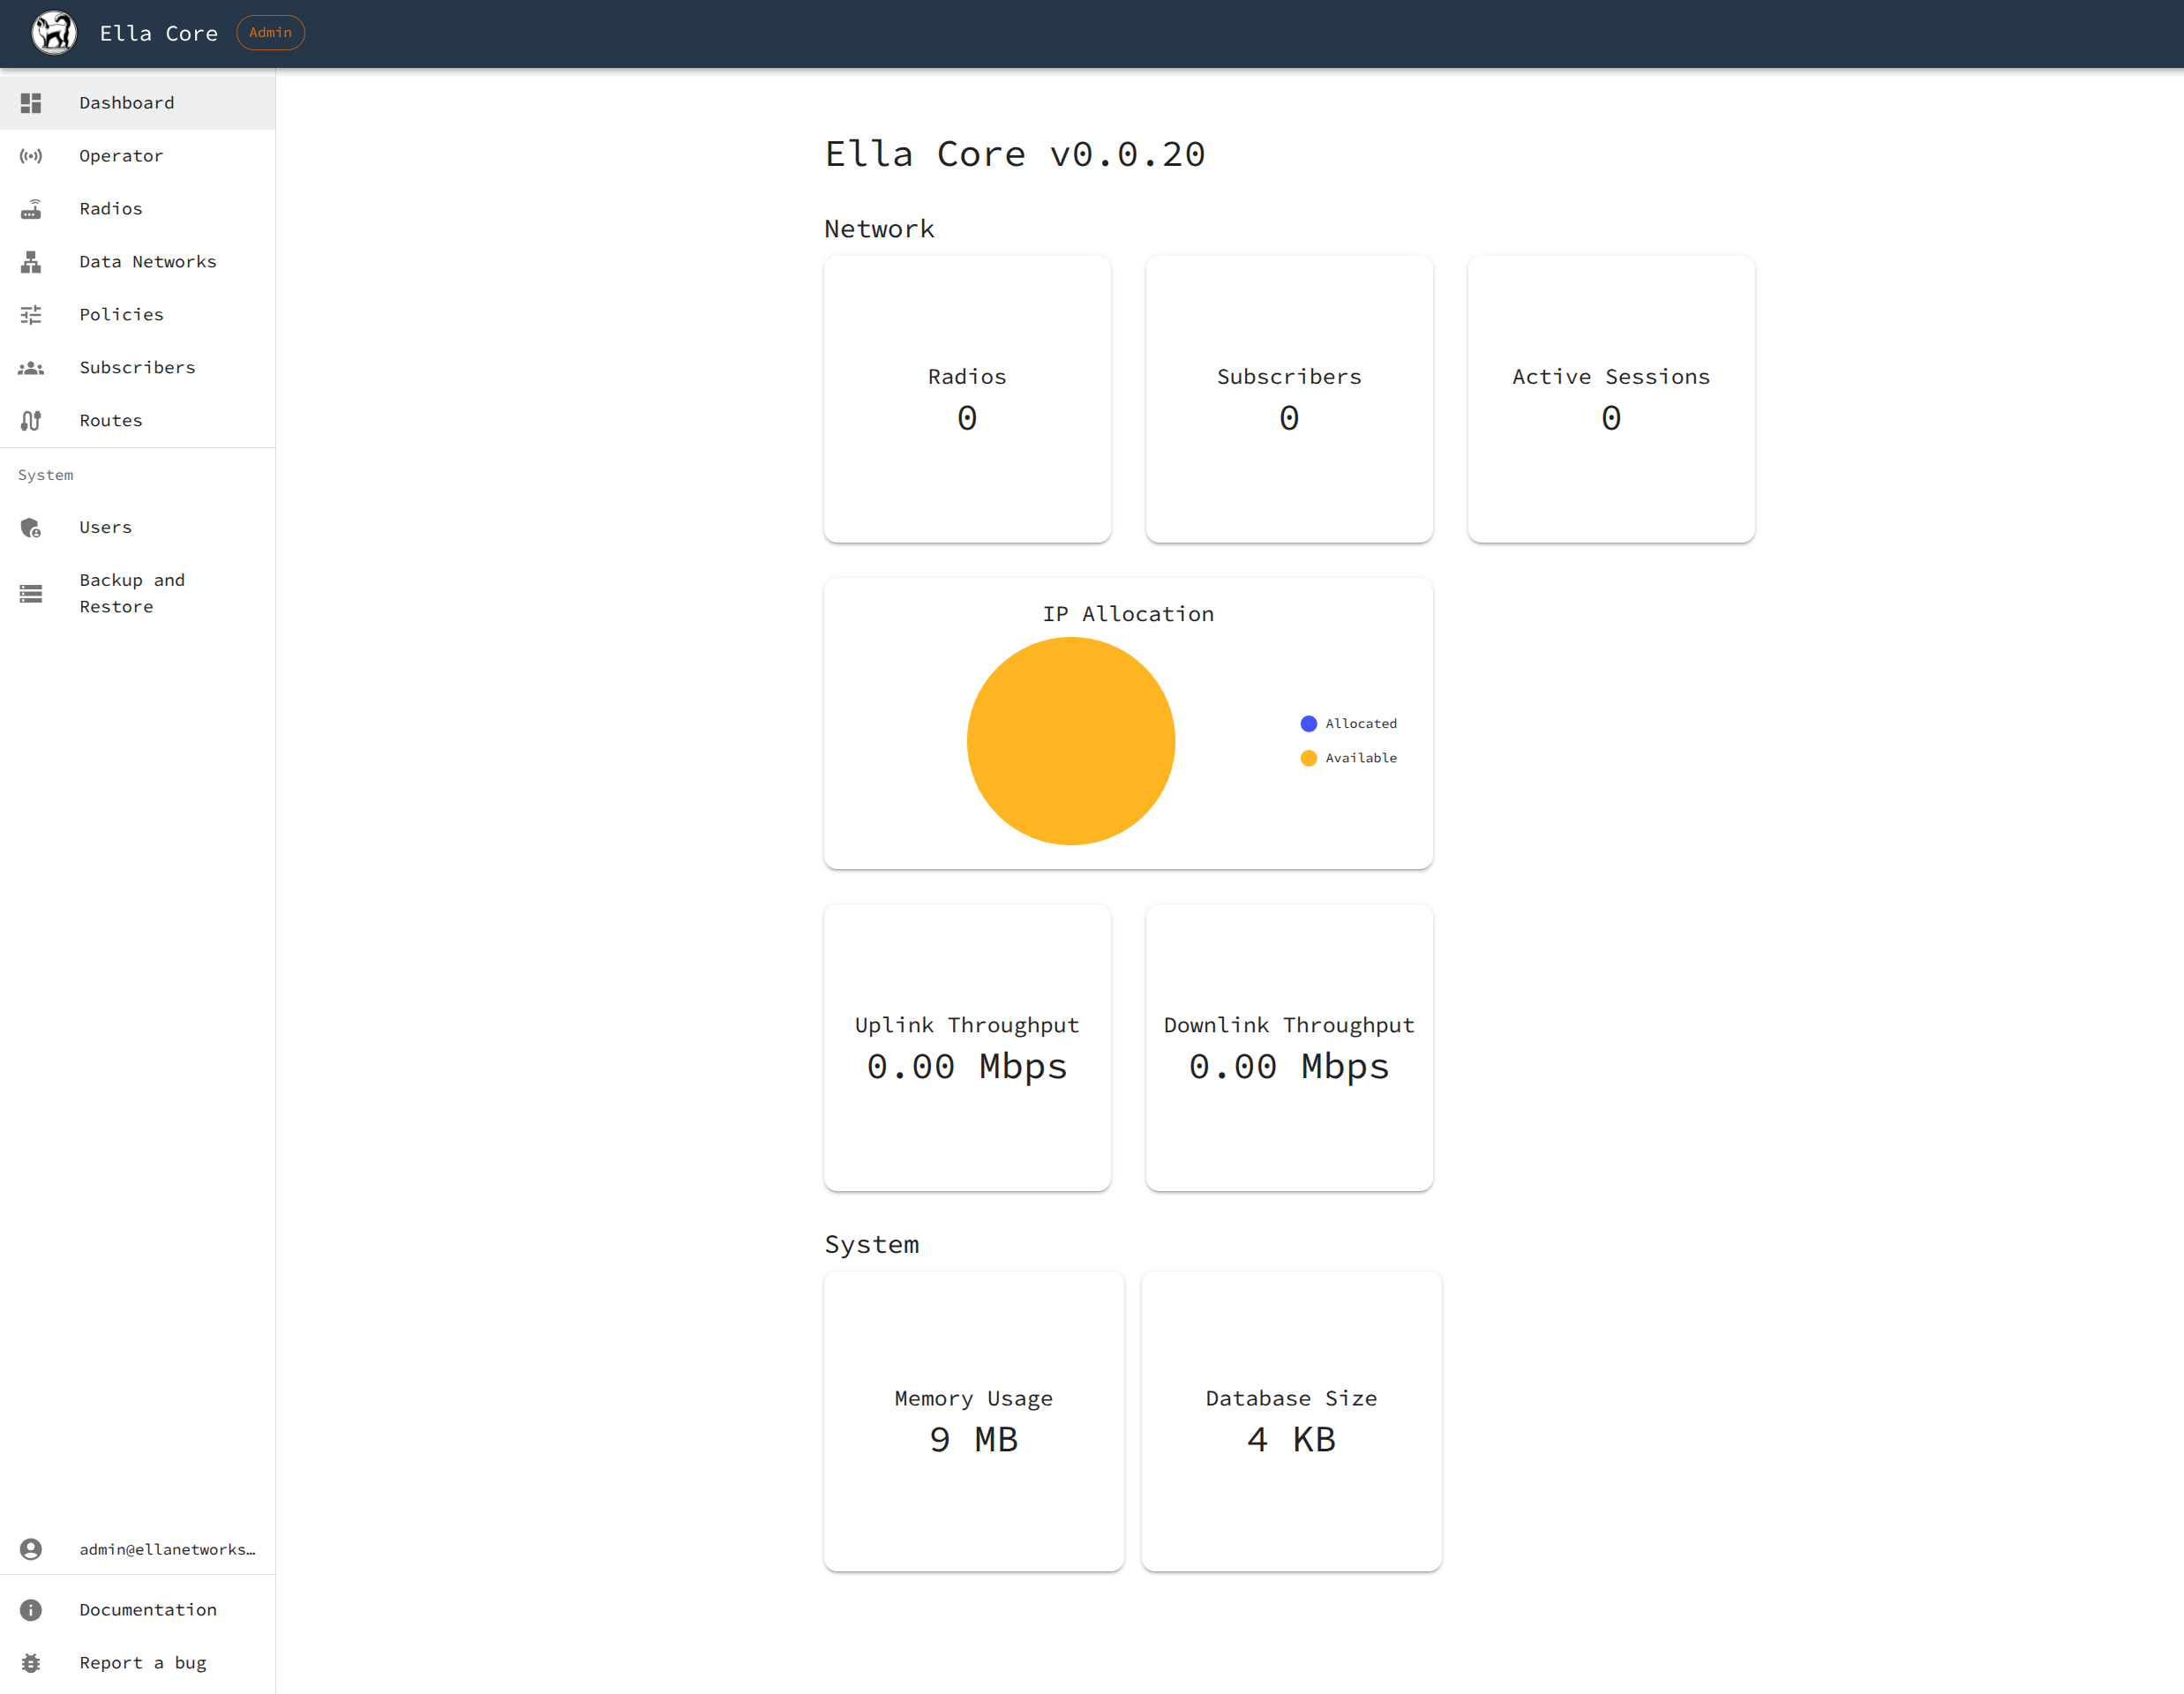 Ella Core
Admin
Dashboard
Operator
Radios
Data Networks
Policies
Subscribers
Routes
System
Users
Backup and
Restore
admin@ellanetworks…
Documentation
Report a bug
Ella Core v0.0.20
Network
Radios
0
Subscribers
0
Active Sessions
0
IP Allocation
Allocated
Available
Uplink Throughput
0.00 Mbps
Downlink Throughput
0.00 Mbps
System
Memory Usage
9 MB
Database Size
4 KB